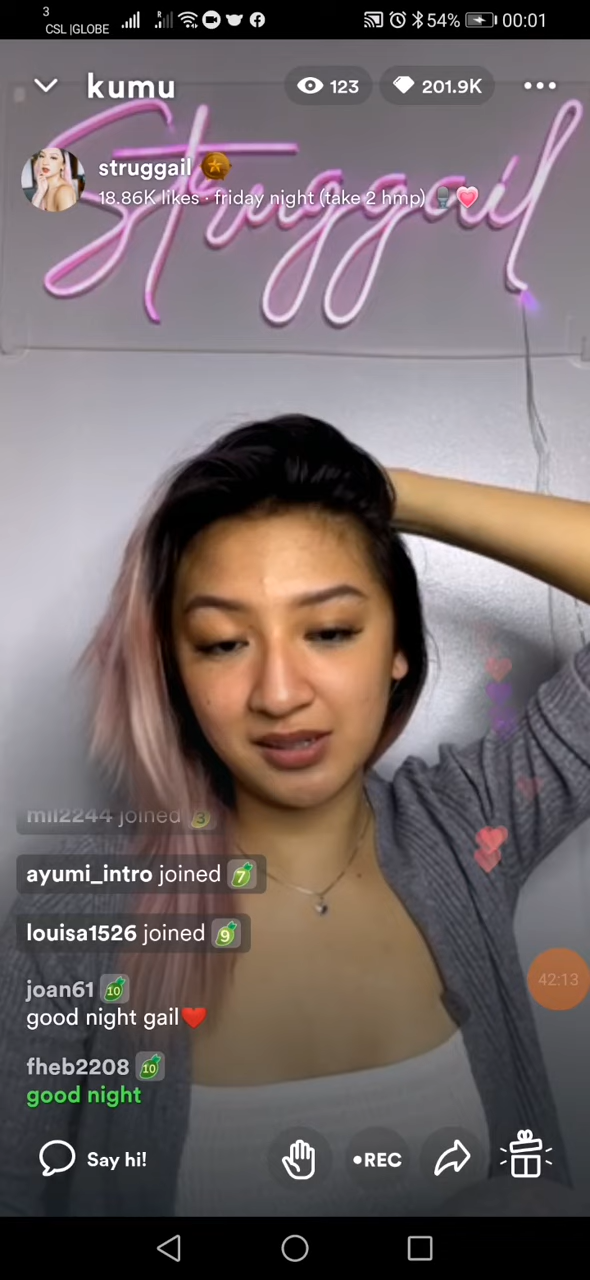 3
CSL |GLOBE
R
54%
00:01
kumu
123
201.9K
Struggail
struggail
18.86K likes · friday night (take 2 hmp) 🎙️💗
mil2244 joined 3
ayumi_intro joined 7
louisa1526 joined 9
joan61 10
good night gail❤️
42:13
fheb2208 10
good night
Say hi!
•REC